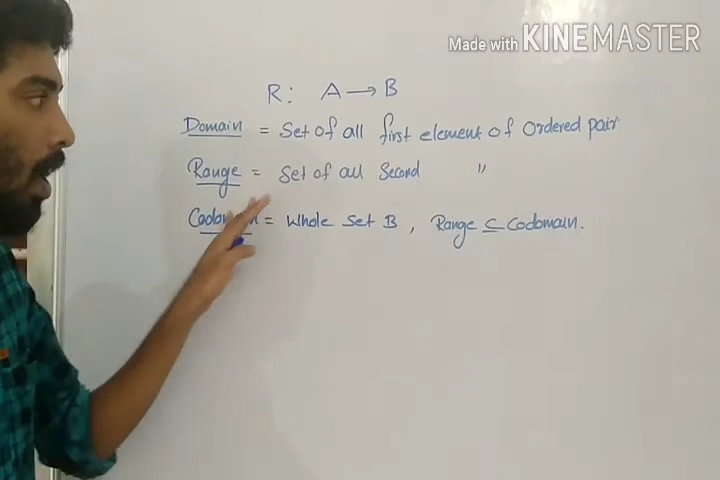 Made with KINEMASTER
R: A → B
Domain = Set of all first element of Ordered pair
Range = Set of all Second "
Codomain = Whole Set B, Range ⊆ Codomain.